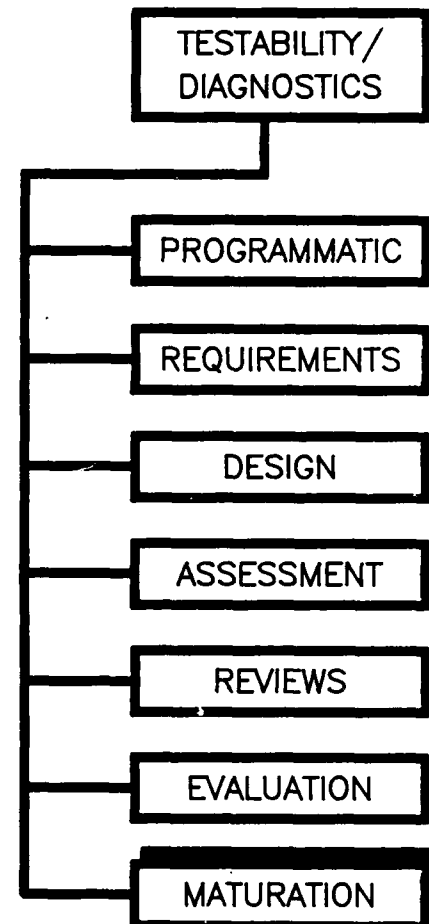 TESTABILITY/
DIAGNOSTICS
PROGRAMMATIC
REQUIREMENTS
DESIGN
ASSESSMENT
REVIEWS
EVALUATION
MATURATION